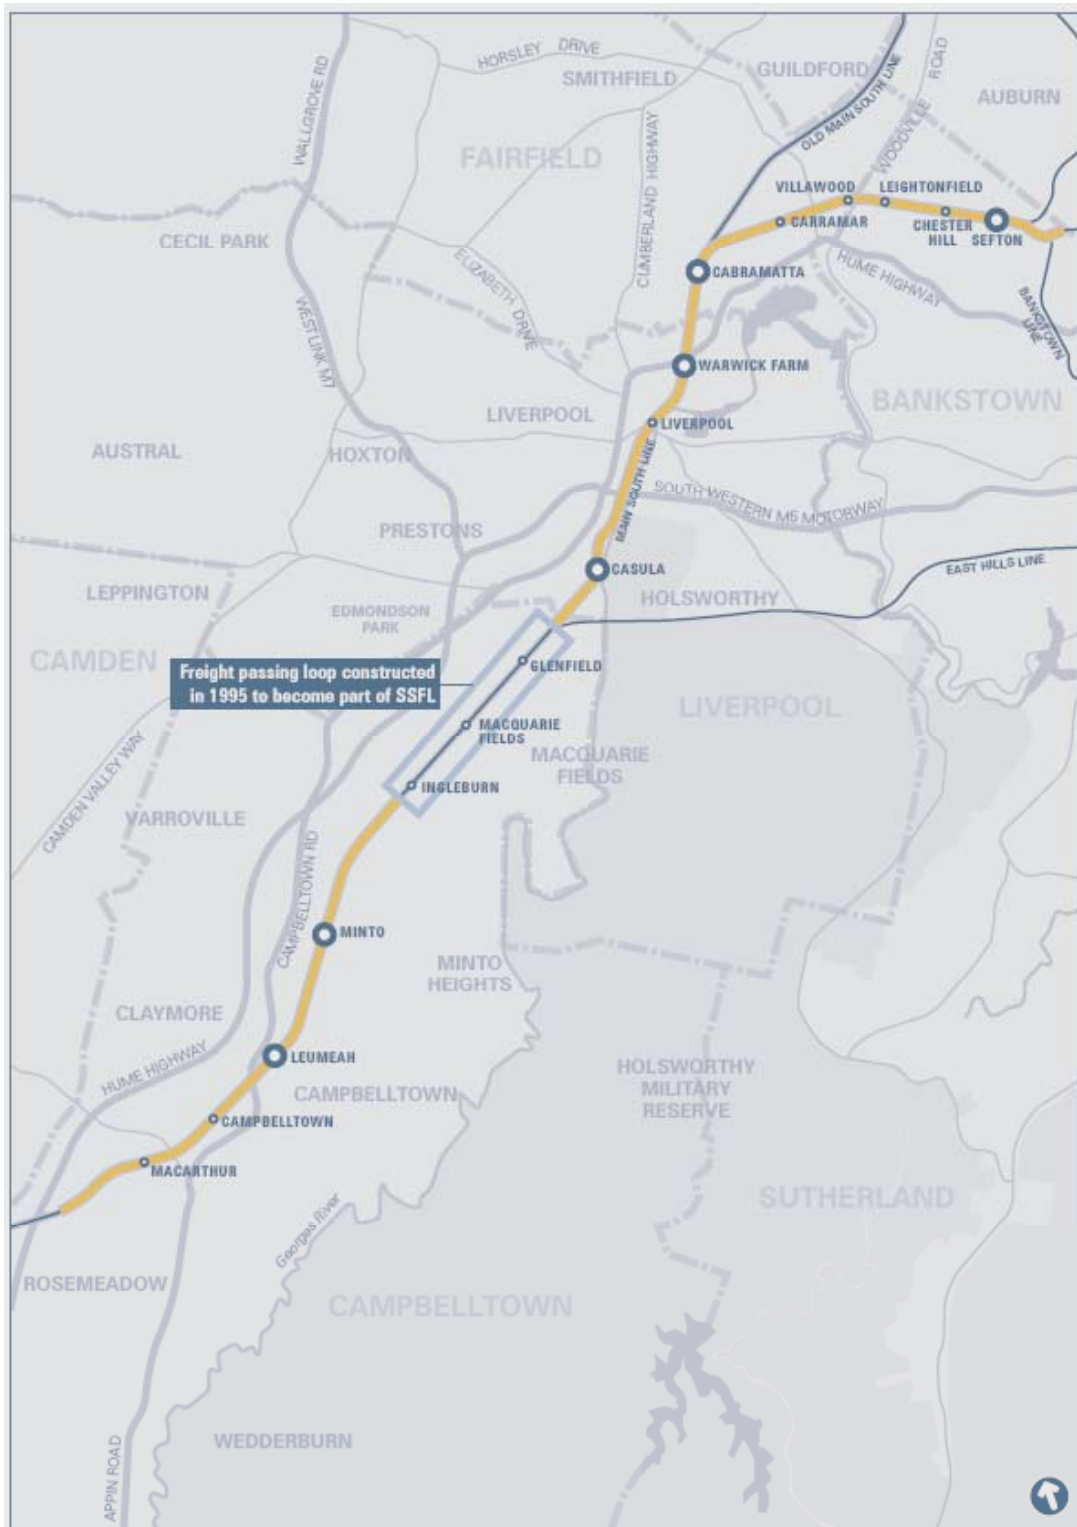 HORSLEY DRIVE
SMITHFIELD
GUILDFORD
OLD MAIN SOUTH LINE
WOODVILLE ROAD
AUBURN
WALLGROVE RD
FAIRFIELD
CUMBERLAND HIGHWAY
VILLAWOOD
LEIGHTONFIELD
CARRAMAR
CHESTER
HILL
SEFTON
CECIL PARK
ELIZABETH DRIVE
CABRAMATTA
HUME HIGHWAY
BANKSTOWN
LINE
WESTLINK M7
WARWICK FARM
BANKSTOWN
LIVERPOOL
LIVERPOOL
AUSTRAL
HOXTON
MAIN SOUTH LINE
SOUTH WESTERN M5 MOTORWAY
PRESTONS
CASULA
EAST HILLS LINE
LEPPINGTON
HOLSWORTHY
EDMONDSON
PARK
CAMDEN
Freight passing loop constructed
in 1995 to become part of SSFL
GLENFIELD
LIVERPOOL
MACQUARIE
FIELDS
MACQUARIE
FIELDS
INGLEBURN
CAMDEN VALLEY WAY
VARROVILLE
CAMPBELLTOWN RD
MINTO
MINTO
HEIGHTS
CLAYMORE
HUME HIGHWAY
LEUMEAH
HOLSWORTHY
MILITARY
RESERVE
CAMPBELLTOWN
CAMPBELLTOWN
MACARTHUR
SUTHERLAND
Georges River
ROSEMEADOW
CAMPBELLTOWN
WEDDERBURN
APPIN ROAD